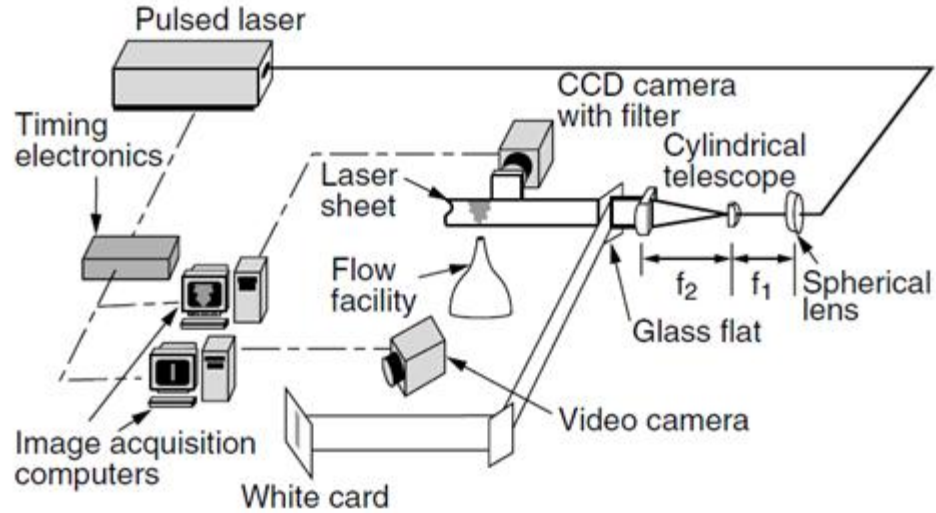 Pulsed laser
CCD camera
with filter
Timing
electronics
Cylindrical
telescope
Laser
sheet
Flow
facility
f₂
f₁
Spherical
lens
Glass flat
Video camera
Image acquisition
computers
White card